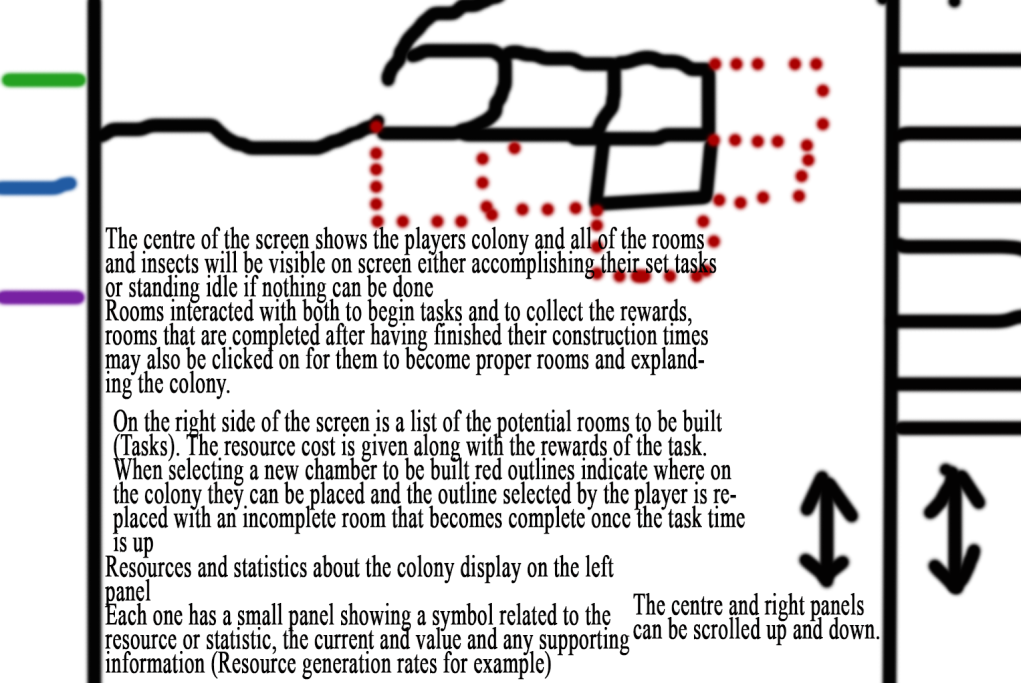 The centre of the screen shows the players colony and all of the rooms
and insects will be visible on screen either accomplishing their set tasks
or standing idle if nothing can be done
Rooms interacted with both to begin tasks and to collect the rewards,
rooms that are completed after having finished their construction times
may also be clicked on for them to become proper rooms and expland-
ing the colony.
On the right side of the screen is a list of the potential rooms to be built
(Tasks). The resource cost is given along with the rewards of the task.
When selecting a new chamber to be built red outlines indicate where on
the colony they can be placed and the outline selected by the player is re-
placed with an incomplete room that becomes complete once the task time
is up
Resources and statistics about the colony display on the left
panel
Each one has a small panel showing a symbol related to the
resource or statistic, the current and value and any supporting
information (Resource generation rates for example)
The centre and right panels
can be scrolled up and down.